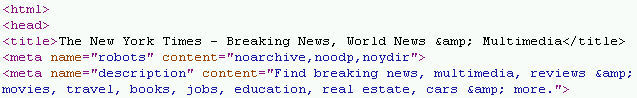 <html>
<head>
<title>The New York Times - Breaking News, World News &amp; Multimedia</title>
<meta name="robots" content="noarchive,noodp,noydir">
<meta name="description" content="Find breaking news, multimedia, reviews &amp;
movies, travel, books, jobs, education, real estate, cars &amp; more.">